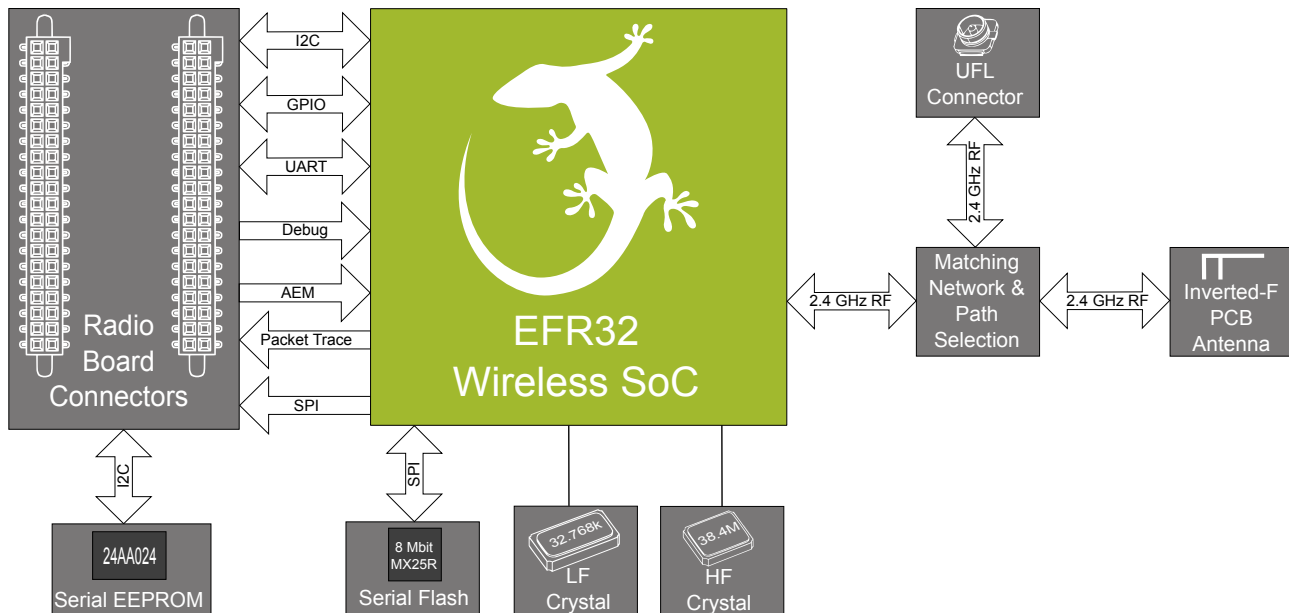 I2C
GPIO
UART
Debug
AEM
Packet Trace
SPI
Radio
Board
Connectors
EFR32
Wireless SoC
UFL
Connector
2.4 GHz RF
2.4 GHz RF
Matching
Network &
Path
Selection
2.4 GHz RF
Inverted-F
PCB
Antenna
I2C
24AA024
Serial EEPROM
SPI
8 Mbit
MX25R
Serial Flash
32.768k
LF
Crystal
38.4M
HF
Crystal